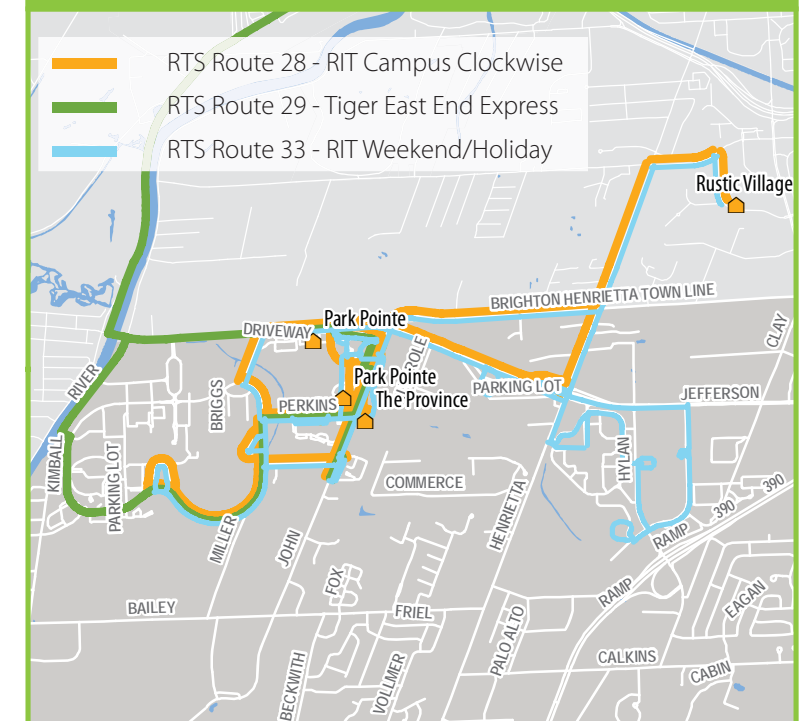 RTS Route 28 - RIT Campus Clockwise
RTS Route 29 - Tiger East End Express
RTS Route 33 - RIT Weekend/Holiday
Rustic Village
BRIGHTON HENRIETTA TOWN LINE
Park Pointe
DRIVEWAY
CLAY
RIVER
Park Pointe
The Province
PARKING LOT
JEFFERSON
BRIGGS
PERKINS
KIMBALL
PARKING LOT
HYLAN
COMMERCE
HENRIETTA
390
390
RAMP
MILLER
JOHN
FOX
RAMP
EAGAN
BAILEY
FRIEL
PALO ALTO
CALKINS
CABIN
BECKWITH
VOLLMER